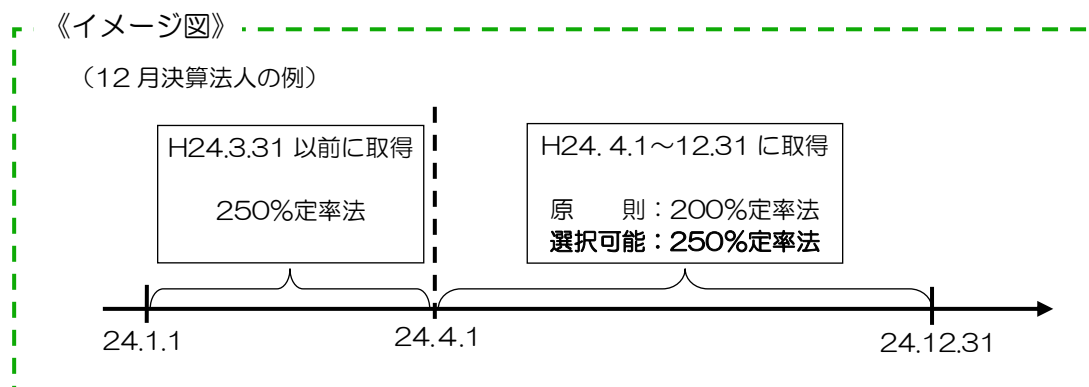 《イメージ図》
（12月決算法人の例）
H24.3.31 以前に取得
250％定率法
H24. 4.1～12.31 に取得
原　　則：200％定率法
選択可能：250％定率法
24.1.1
24.4.1
24.12.31